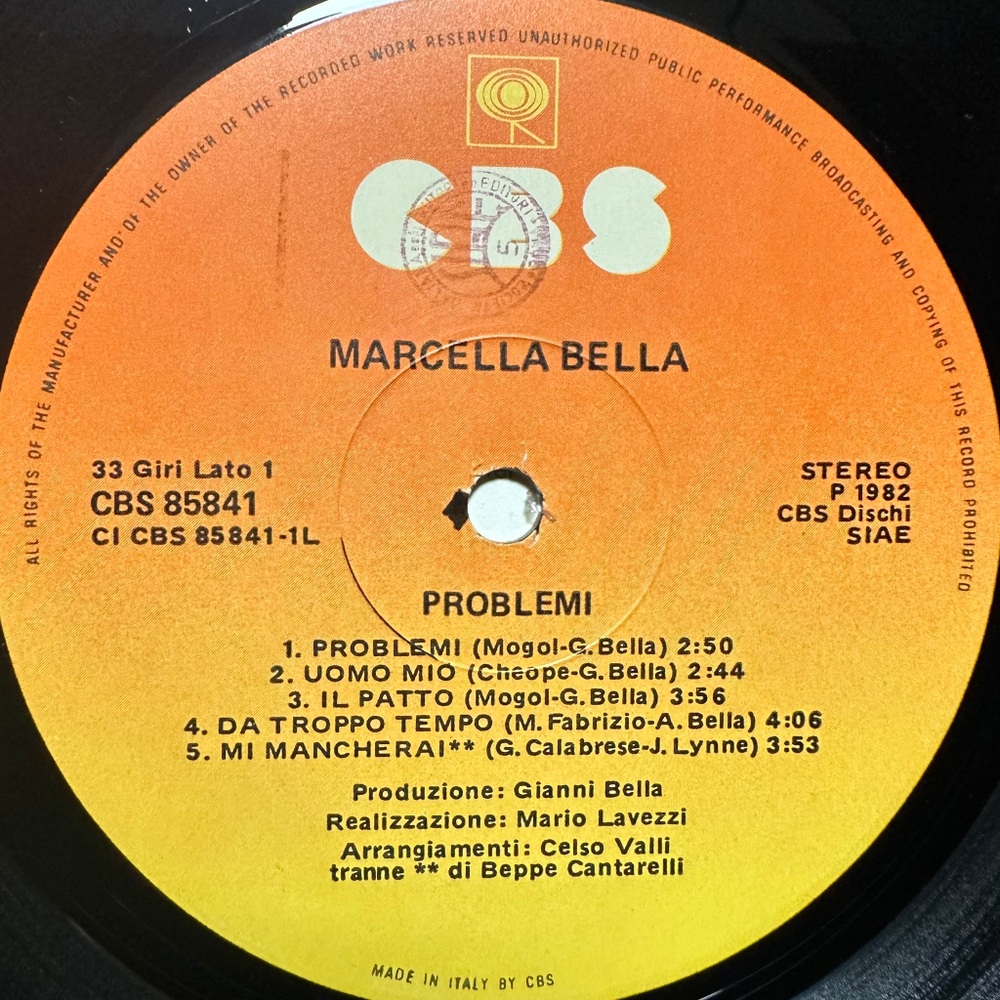 ALL RIGHTS OF THE MANUFACTURER AND OF THE OWNER OF THE RECORDED WORK RESERVED UNAUTHORIZED PUBLIC PERFORMANCE BROADCASTING AND COPYING OF THIS RECORD PROHIBITED
CBS
MARCELLA BELLA
33 Giri Lato 1
CBS 85841
CI CBS 85841-1L
STEREO
P 1982
CBS Dischi
SIAE
PROBLEMI
1. PROBLEMI (Mogol-G. Bella) 2:50
2. UOMO MIO (Cheope-G. Bella) 2:44
3. IL PATTO (Mogol-G. Bella) 3:56
4. DA TROPPO TEMPO (M. Fabrizio-A. Bella) 4:06
5. MI MANCHERAI** (G. Calabrese-J. Lynne) 3:53
Produzione: Gianni Bella
Realizzazione: Mario Lavezzi
Arrangiamenti: Celso Valli
tranne ** di Beppe Cantarelli
MADE IN ITALY BY CBS